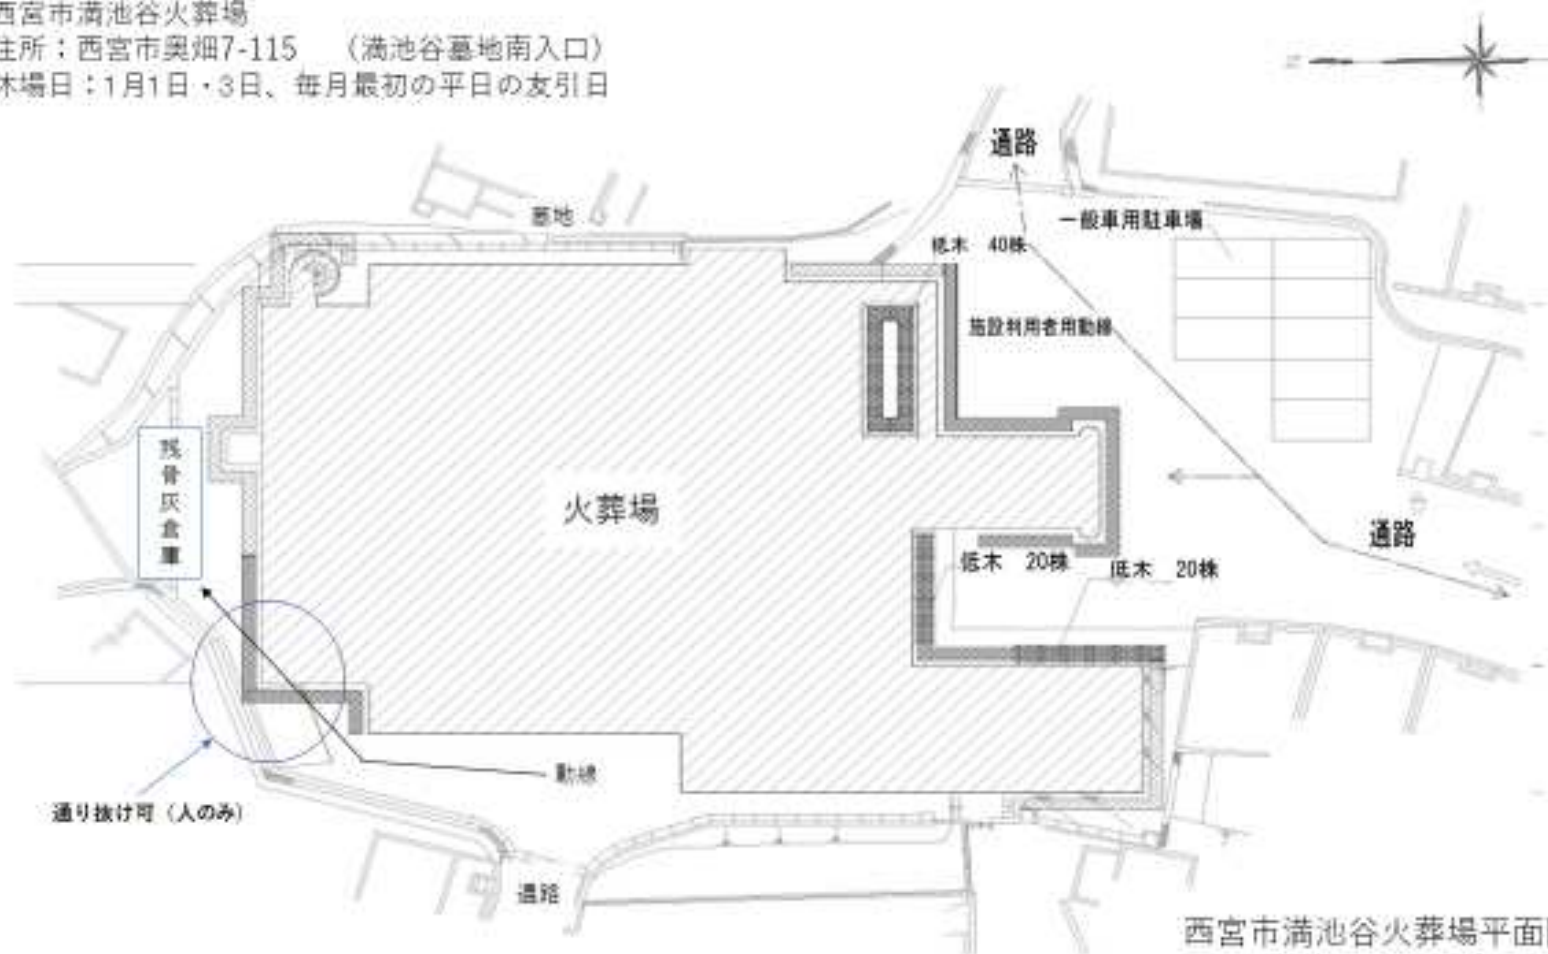 西宮市満池谷火葬場
住所：西宮市奥畑7-115　（満池谷墓地南入口）
休場日：1月1日・3日、毎月最初の平日の友引日
通路
墓地
一般車用駐車場
低木　40株
施設利用者用動線
残骨灰倉庫
火葬場
通路
低木　20株
低木　20株
動線
通り抜け可（人のみ）
通路
西宮市満池谷火葬場平面